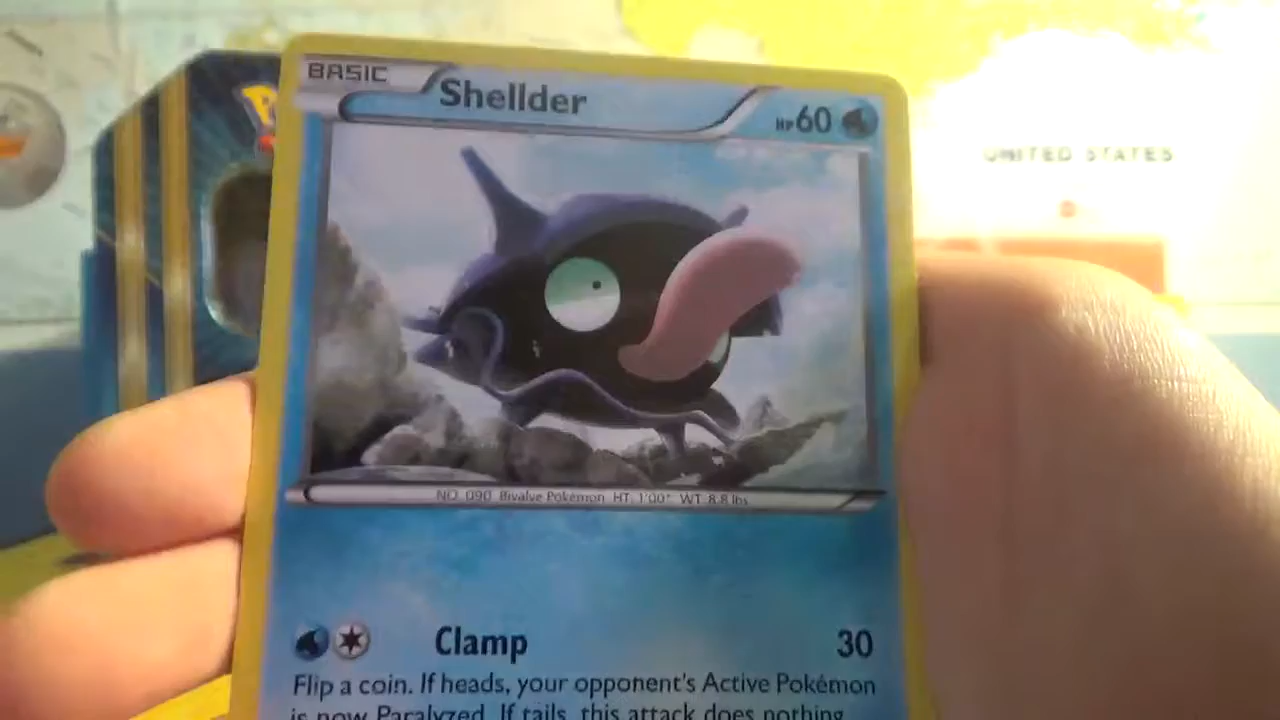 BASIC
Shellder
HP60
UNITED STATES
NO. 090 Bivalve Pokémon HT. 1'00" WT. 8.8 lbs
Clamp
30
Flip a coin. If heads, your opponent's Active Pokémon
is now Paralyzed. If tails, this attack does nothing.